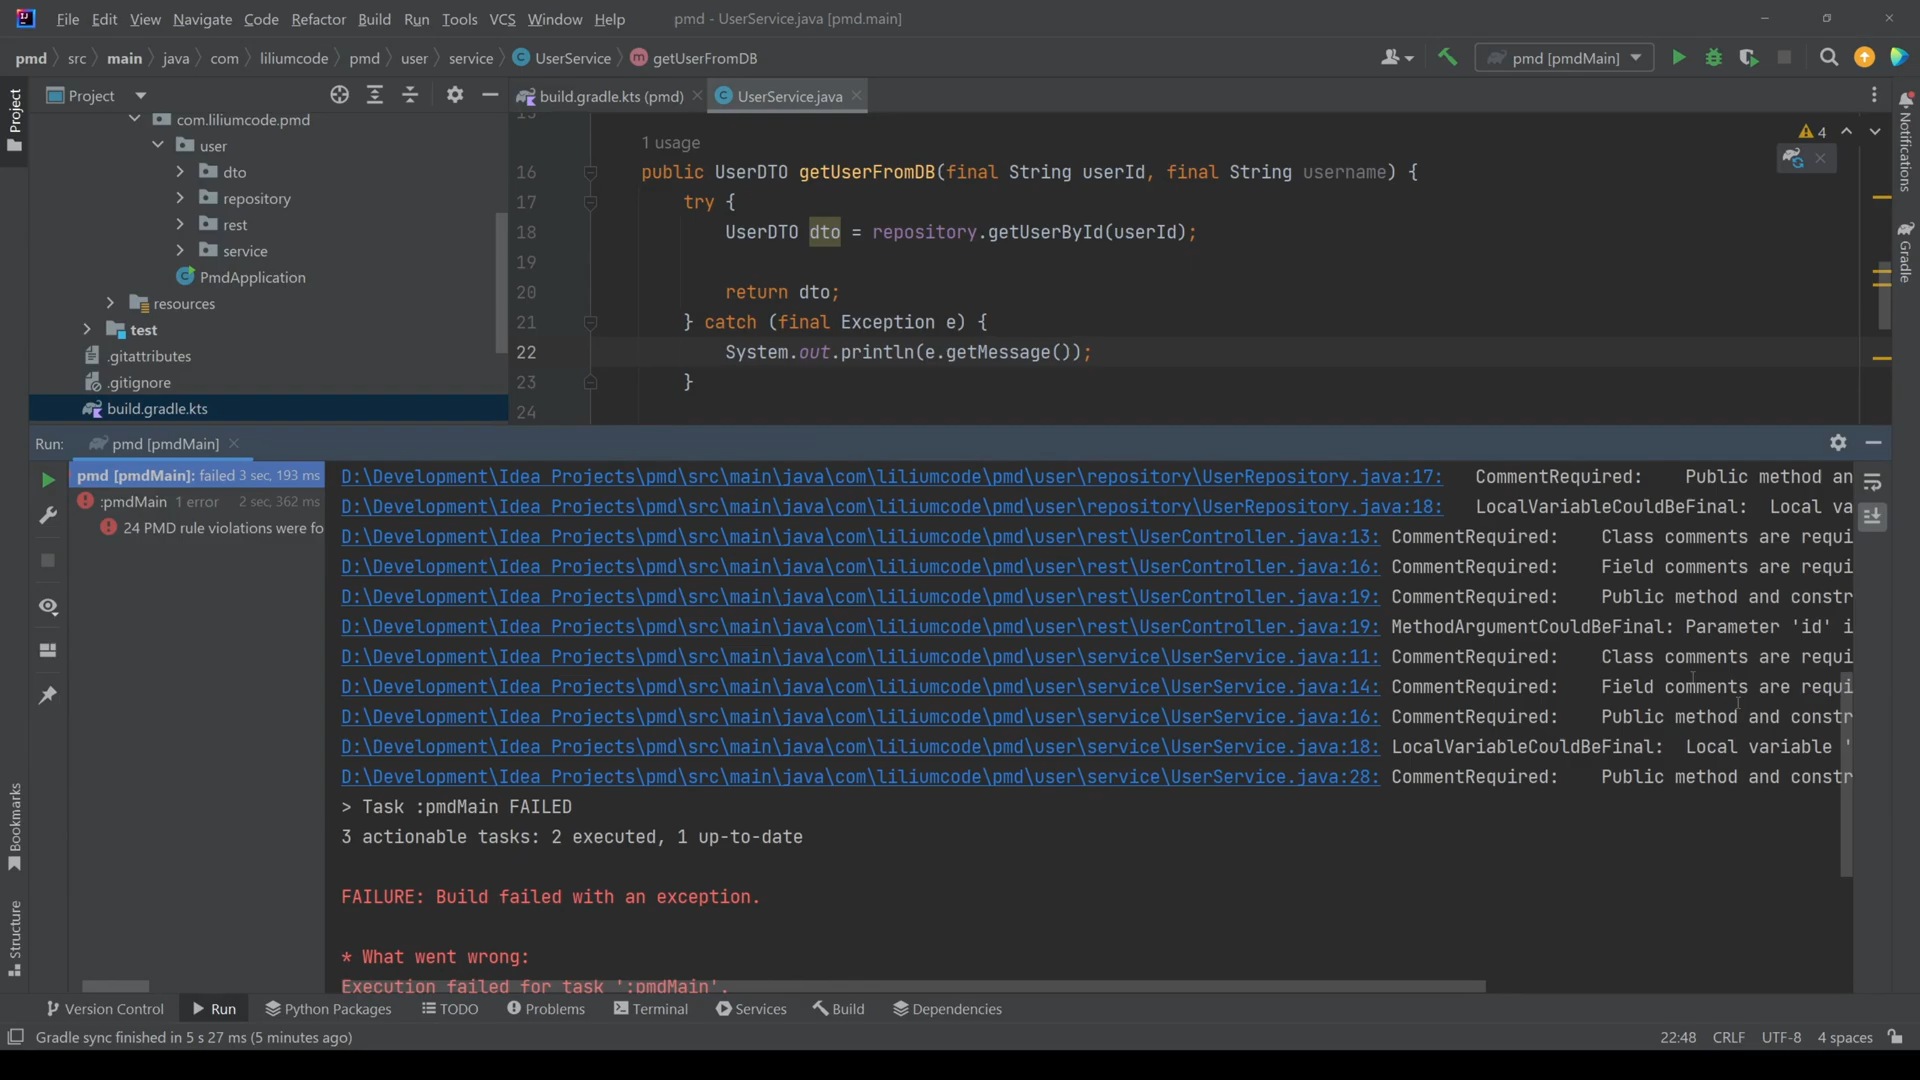 File Edit View Navigate Code Refactor Build Run Tools VCS Window Help pmd - UserService.java [pmd.main]
pmd src main java com liliumcode pmd user service UserService getUserFromDB pmd [pmdMain]
Project
build.gradle.kts (pmd) UserService.java
Project
com.liliumcode.pmd
user
dto
repository
rest
service
PmdApplication
resources
test
.gitattributes
.gitignore
build.gradle.kts
1 usage
4
16 public UserDTO getUserFromDB(final String userId, final String username) {
17 try {
18 UserDTO dto = repository.getUserById(userId);
19
20 return dto;
21 } catch (final Exception e) {
22 System.out.println(e.getMessage());
23 }
24
Notifications
Gradle
Run: pmd [pmdMain]
pmd [pmdMain]: failed 3 sec, 193 ms
:pmdMain 1 error 2 sec, 362 ms
24 PMD rule violations were fo
D:\Development\Idea Projects\pmd\src\main\java\com\liliumcode\pmd\user\repository\UserRepository.java:17: CommentRequired: Public method an
D:\Development\Idea Projects\pmd\src\main\java\com\liliumcode\pmd\user\repository\UserRepository.java:18: LocalVariableCouldBeFinal: Local va
D:\Development\Idea Projects\pmd\src\main\java\com\liliumcode\pmd\user\rest\UserController.java:13: CommentRequired: Class comments are requi
D:\Development\Idea Projects\pmd\src\main\java\com\liliumcode\pmd\user\rest\UserController.java:16: CommentRequired: Field comments are requi
D:\Development\Idea Projects\pmd\src\main\java\com\liliumcode\pmd\user\rest\UserController.java:19: CommentRequired: Public method and constr
D:\Development\Idea Projects\pmd\src\main\java\com\liliumcode\pmd\user\rest\UserController.java:19: MethodArgumentCouldBeFinal: Parameter 'id' i
D:\Development\Idea Projects\pmd\src\main\java\com\liliumcode\pmd\user\service\UserService.java:11: CommentRequired: Class comments are requi
D:\Development\Idea Projects\pmd\src\main\java\com\liliumcode\pmd\user\service\UserService.java:14: CommentRequired: Field comments are requi
D:\Development\Idea Projects\pmd\src\main\java\com\liliumcode\pmd\user\service\UserService.java:16: CommentRequired: Public method and constr
D:\Development\Idea Projects\pmd\src\main\java\com\liliumcode\pmd\user\service\UserService.java:18: LocalVariableCouldBeFinal: Local variable '
D:\Development\Idea Projects\pmd\src\main\java\com\liliumcode\pmd\user\service\UserService.java:28: CommentRequired: Public method and constr
> Task :pmdMain FAILED
3 actionable tasks: 2 executed, 1 up-to-date
FAILURE: Build failed with an exception.
* What went wrong:
Execution failed for task ':pmdMain'.
Bookmarks
Structure
Version Control Run Python Packages TODO Problems Terminal Services Build Dependencies
Gradle sync finished in 5 s 27 ms (5 minutes ago) 22:48 CRLF UTF-8 4 spaces